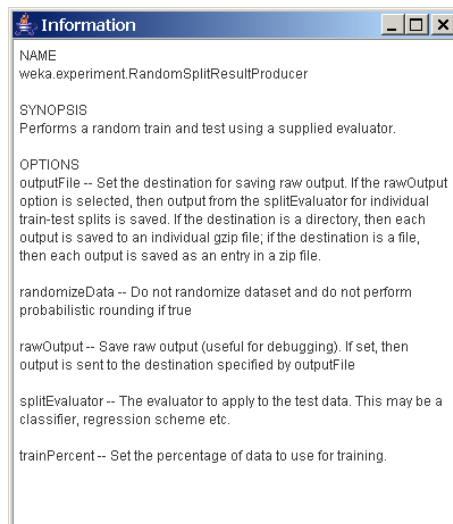 Information
NAME
weka.experiment.RandomSplitResultProducer
SYNOPSIS
Performs a random train and test using a supplied evaluator.
OPTIONS
outputFile -- Set the destination for saving raw output. If the rawOutput
option is selected, then output from the splitEvaluator for individual
train-test splits is saved. If the destination is a directory, then each
output is saved to an individual gzip file; if the destination is a file,
then each output is saved as an entry in a zip file.
randomizeData -- Do not randomize dataset and do not perform
probabilistic rounding if true
rawOutput -- Save raw output (useful for debugging). If set, then
output is sent to the destination specified by outputFile
splitEvaluator -- The evaluator to apply to the test data. This may be a
classifier, regression scheme etc.
trainPercent -- Set the percentage of data to use for training.